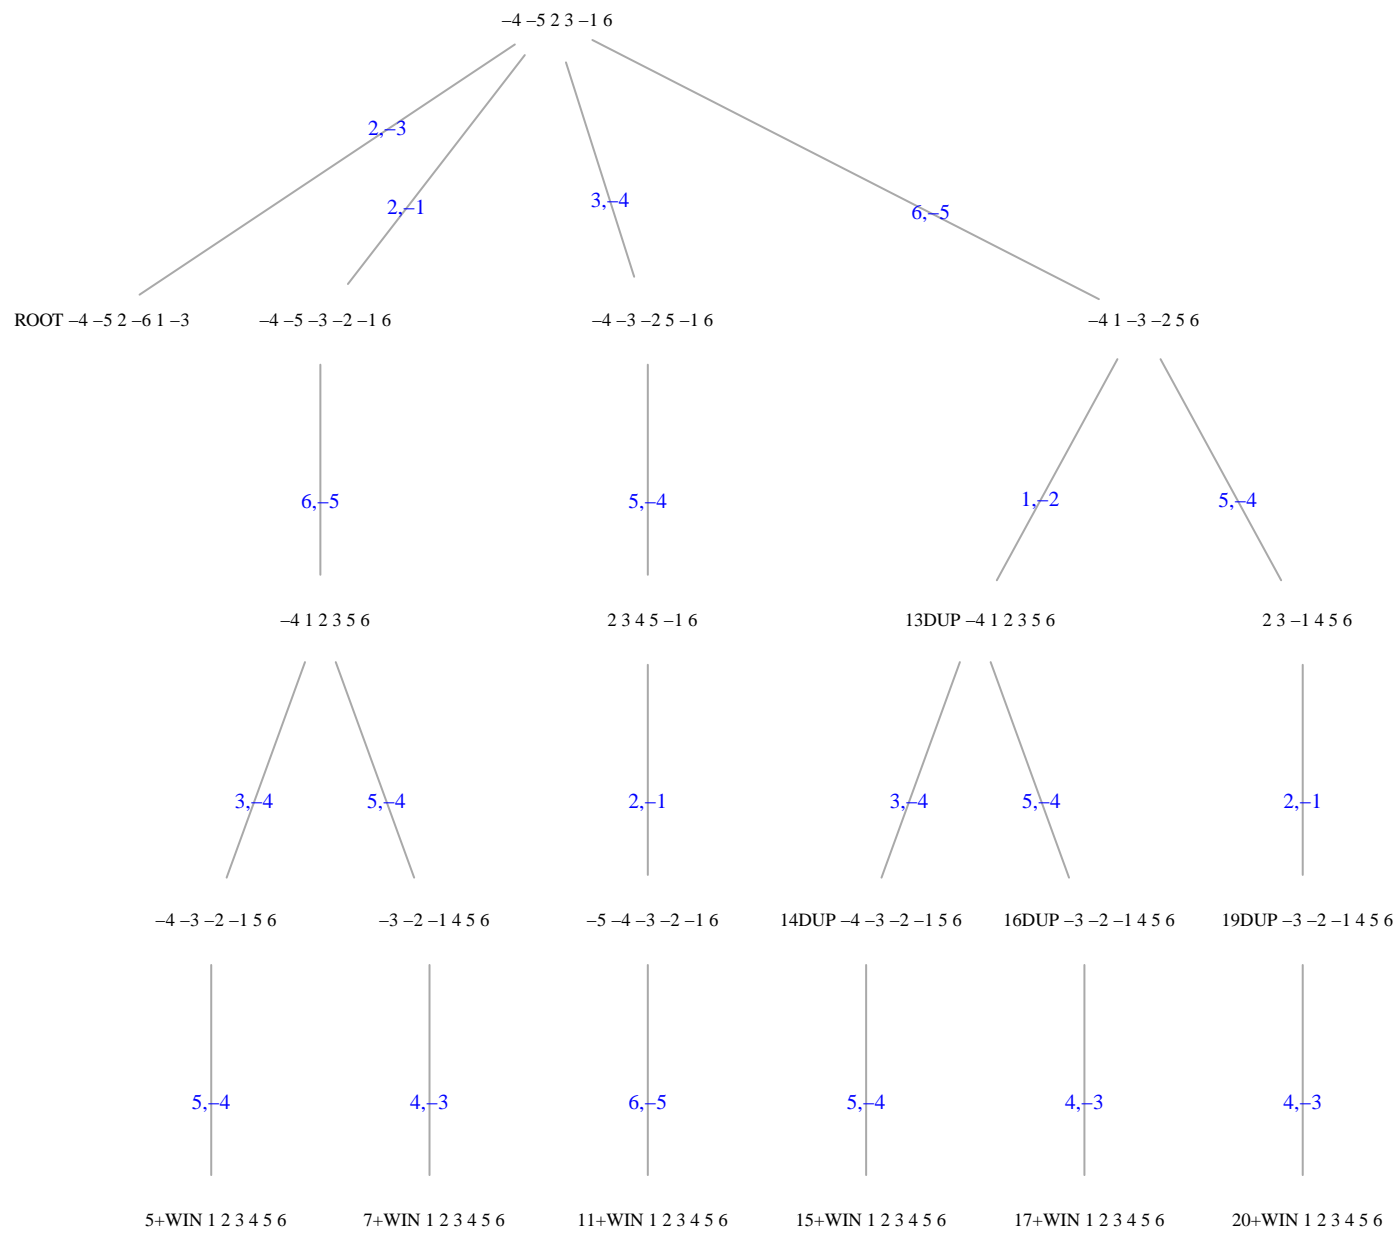 −4 −5 2 3 −1 6
2,−3
2,−1
3,−4
6,−5
ROOT −4 −5 2 −6 1 −3
−4 −5 −3 −2 −1 6
−4 −3 −2 5 −1 6
−4 1 −3 −2 5 6
6,−5
5,−4
1,−2
5,−4
−4 1 2 3 5 6
2 3 4 5 −1 6
13DUP −4 1 2 3 5 6
2 3 −1 4 5 6
3,−4
5,−4
2,−1
3,−4
5,−4
2,−1
−4 −3 −2 −1 5 6
−3 −2 −1 4 5 6
−5 −4 −3 −2 −1 6
14DUP −4 −3 −2 −1 5 6
16DUP −3 −2 −1 4 5 6
19DUP −3 −2 −1 4 5 6
5,−4
4,−3
6,−5
5,−4
4,−3
4,−3
5+WIN 1 2 3 4 5 6
7+WIN 1 2 3 4 5 6
11+WIN 1 2 3 4 5 6
15+WIN 1 2 3 4 5 6
17+WIN 1 2 3 4 5 6
20+WIN 1 2 3 4 5 6